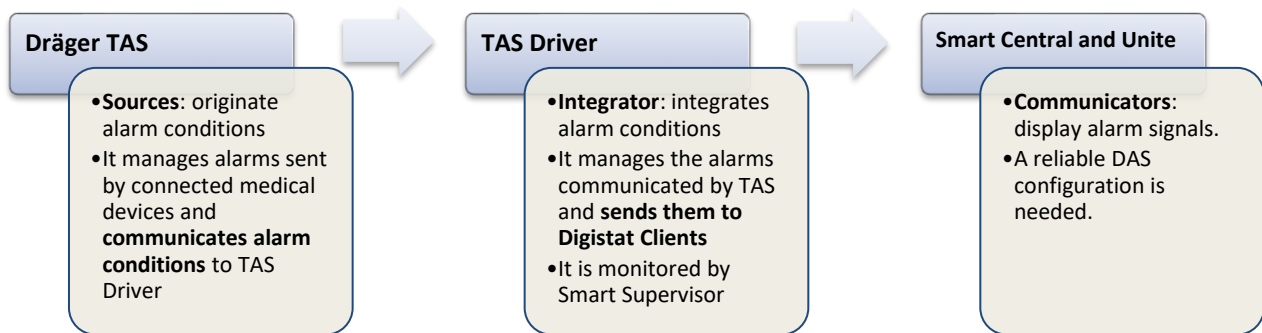 Dräger TAS
•Sources: originate
alarm conditions
•It manages alarms sent
by connected medical
devices and
communicates alarm
conditions to TAS
Driver
TAS Driver
•Integrator: integrates
alarm conditions
•It manages the alarms
communicated by TAS
and sends them to
Digistat Clients
•It is monitored by
Smart Supervisor
Smart Central and Unite
•Communicators:
display alarm signals.
•A reliable DAS
configuration is
needed.